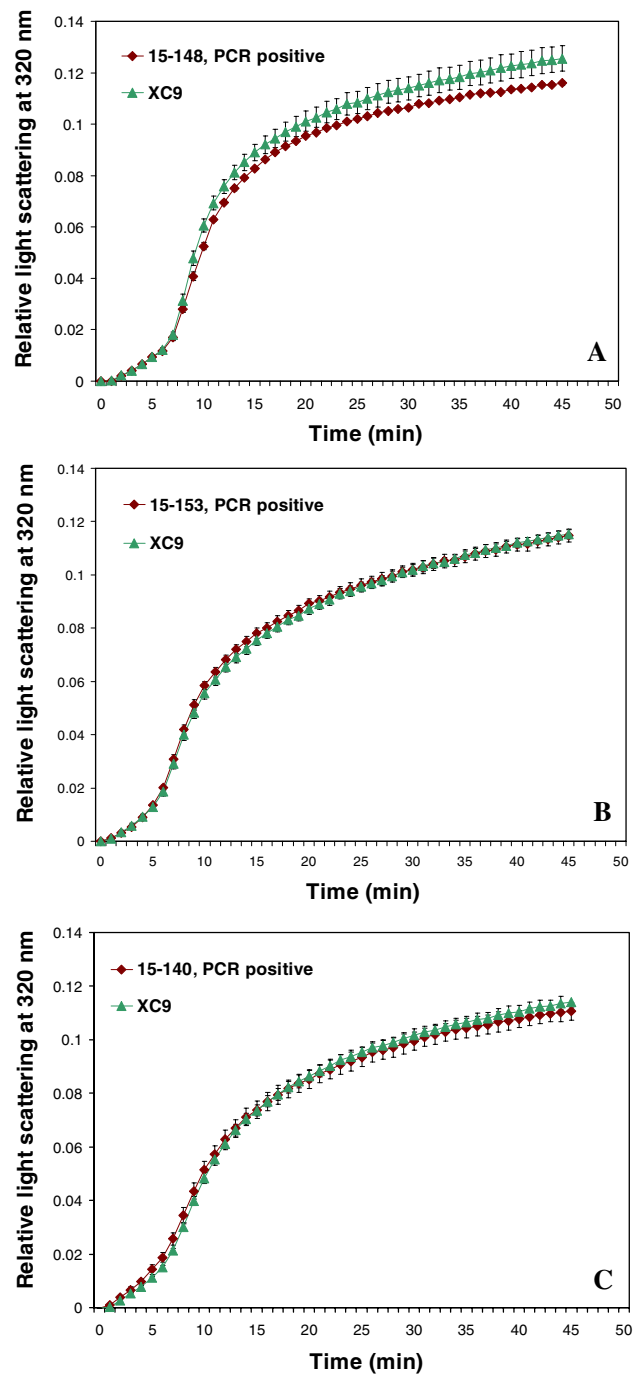 Relative light scattering at 320 nm
0.14
0.12
0.1
0.08
0.06
0.04
0.02
0
15-148, PCR positive
XC9
A
0 5 10 15 20 25 30 35 40 45 50
Time (min)
Relative light scattering at 320 nm
0.14
0.12
0.1
0.08
0.06
0.04
0.02
0
15-153, PCR positive
XC9
B
0 5 10 15 20 25 30 35 40 45 50
Time (min)
Relative light scattering at 320 nm
0.14
0.12
0.1
0.08
0.06
0.04
0.02
0
15-140, PCR positive
XC9
C
0 5 10 15 20 25 30 35 40 45 50
Time (min)